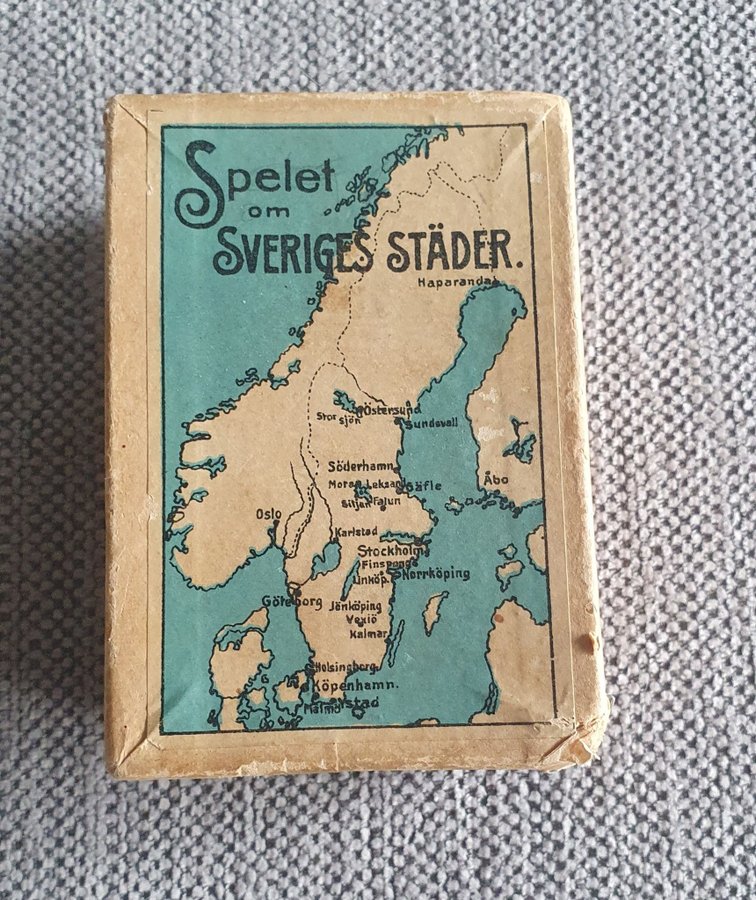 Spelet
om
SVERIGES STÄDER.
Haparanda
Östersund
Stor
sjön
Sundsvall
Söderhamn
Mora Leksand
Gäfle
Åbo
Siljan Falun
Oslo
Karlstad
Stockholm
Finspong
Linköp.
Norrköping
Göteborg
Jönköping
Vexiö
Kalmar
Helsingborg
Köpenhamn.
Malmö
Ystad